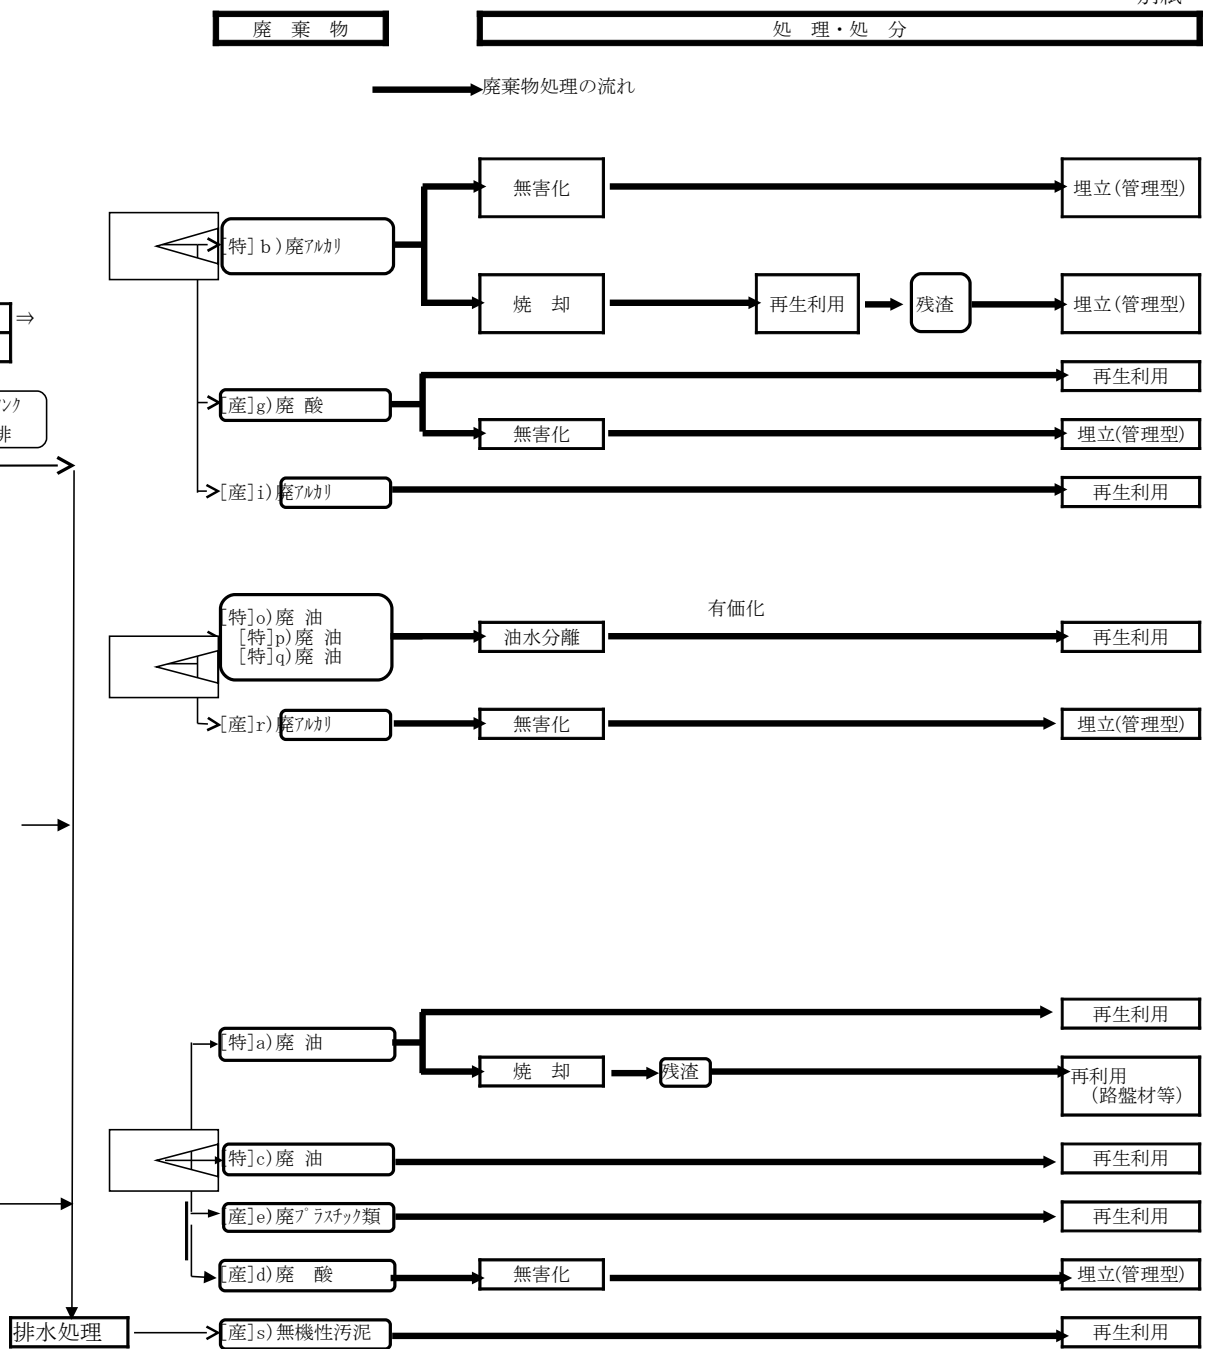 廃 棄 物
処 理・処 分
廃棄物処理の流れ
無害化
埋立(管理型)
[特]ｂ)廃ｱﾙｶﾘ
焼 却
再生利用
残渣
埋立(管理型)
⇒
再生利用
[産]g)廃 酸
ﾝｸ
無害化
埋立(管理型)
[産]i)廃ｱﾙｶﾘ
再生利用
有価化
[特]o)廃 油
[特]p)廃 油
[特]q)廃 油
油水分離
再生利用
[産]r)廃ｱﾙｶﾘ
無害化
埋立(管理型)
再生利用
[特]a)廃 油
焼 却
残渣
再利用
(路盤材等)
[特]c)廃 油
再生利用
[産]e)廃ﾌﾟﾗｽﾁｯｸ類
再生利用
[産]d)廃 酸
無害化
埋立(管理型)
排水処理
[産]s)無機性汚泥
再生利用